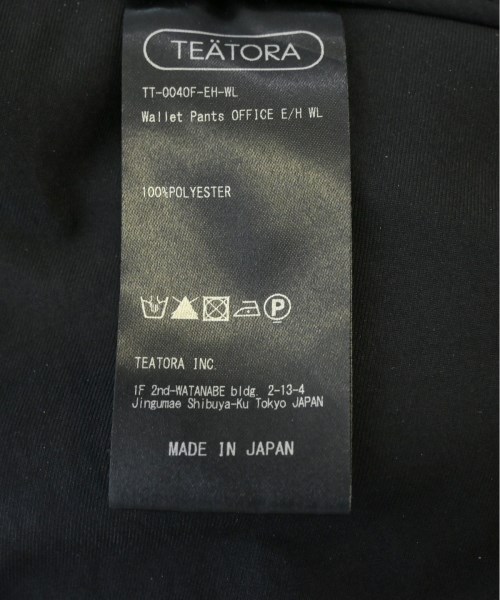 TEÄTORA
TT-004OF-EH-WL
Wallet Pants OFFICE E/H WL
100%POLYESTER
P
TEATORA INC.
1F 2nd-WATANABE bldg. 2-13-4
Jingumae Shibuya-Ku Tokyo JAPAN
MADE IN JAPAN